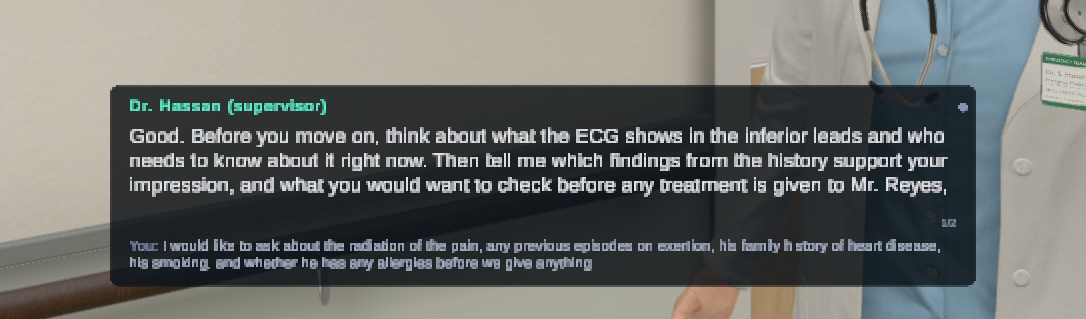 Dr. Hassan (supervisor)
Good. Before you move on, think about what the ECG shows in the inferior leads and who
needs to know about it right now. Then tell me which findings from the history support your
impression, and what you would want to check before any treatment is given to Mr. Reyes,
1/2
You: I would like to ask about the radiation of the pain, any previous episodes on exertion, his family history of heart disease,
his smoking, and whether he has any allergies before we give anything